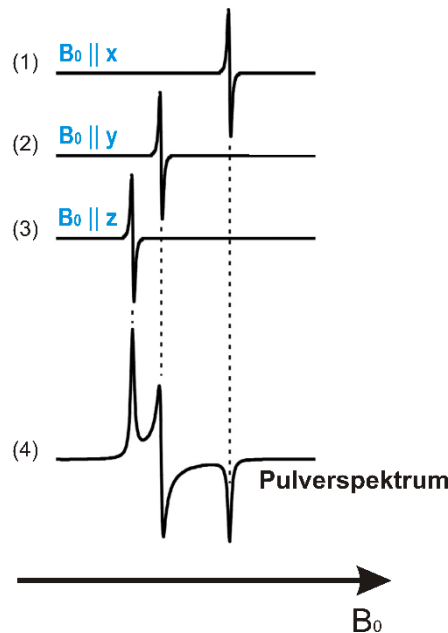 (1) B₀ || x
(2) B₀ || y
(3) B₀ || z
(4)
Pulverspektrum
B₀